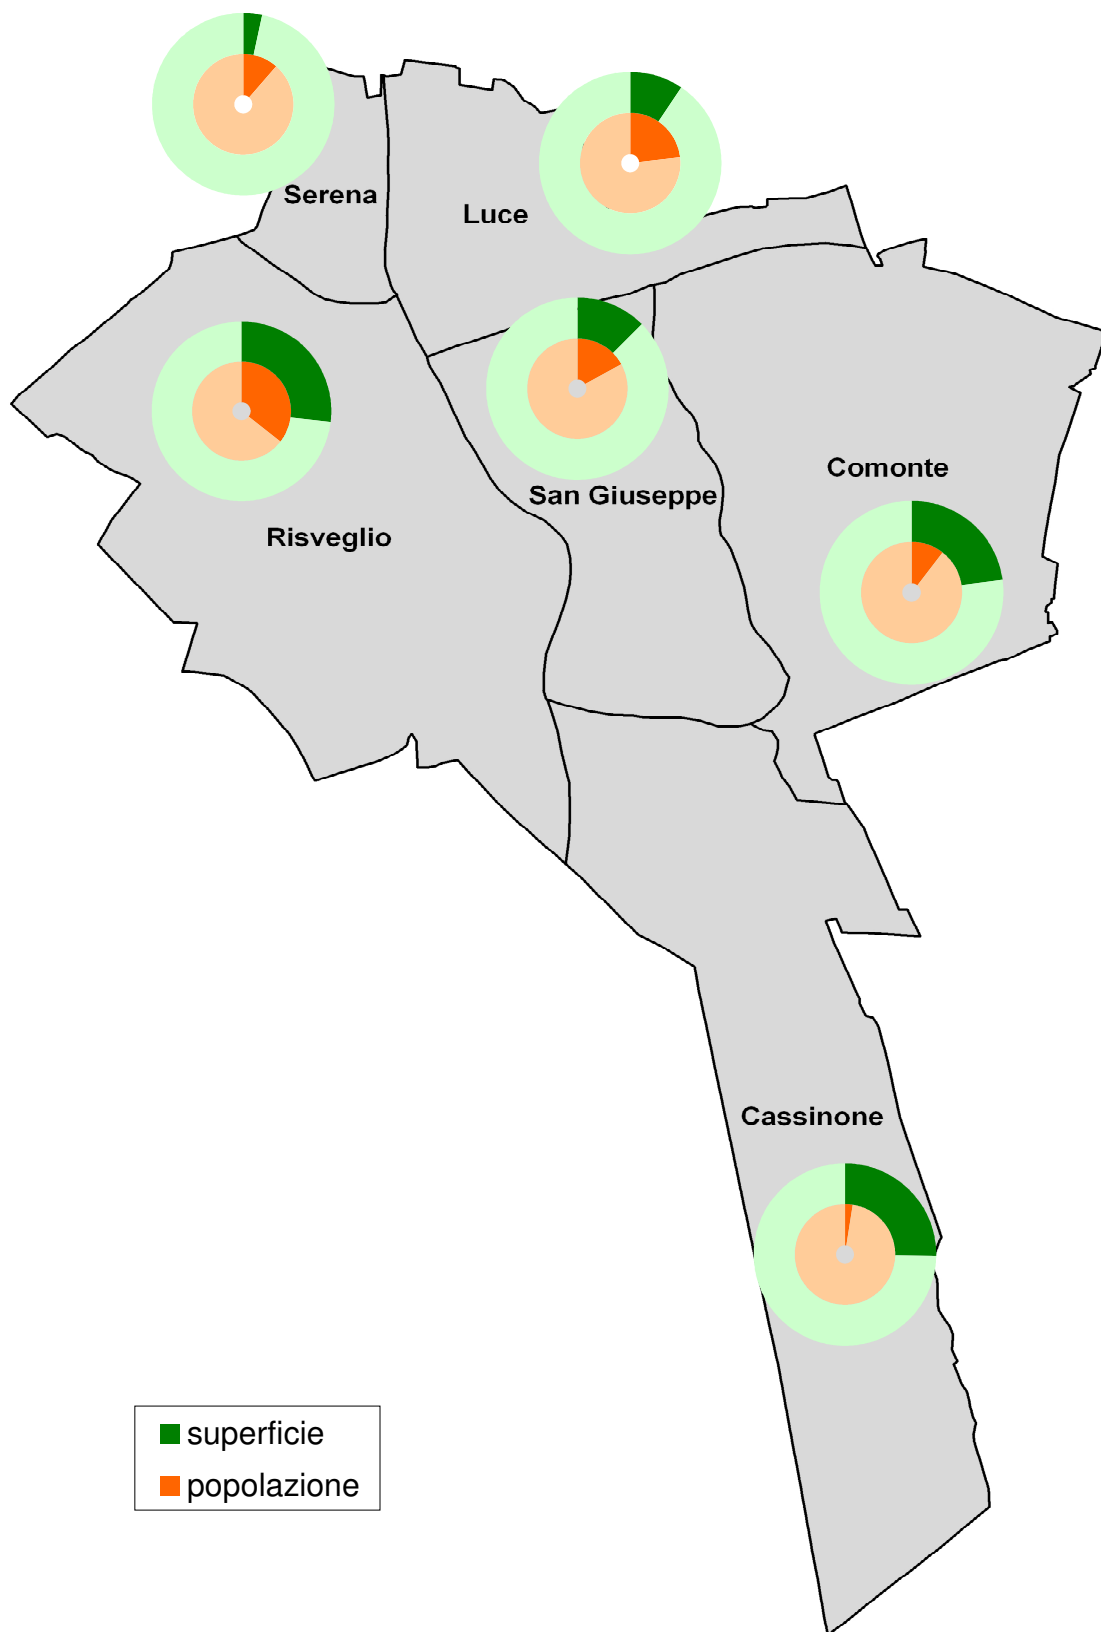 Serena
Luce
Comonte
San Giuseppe
Risveglio
Cassinone
superficie
popolazione